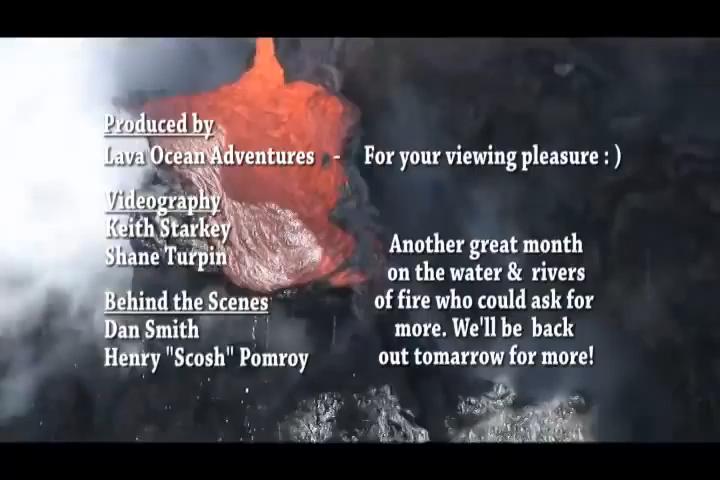 Produced by
Lava Ocean Adventures - For your viewing pleasure : )
Videography
Keith Starkey
Shane Turpin
Behind the Scenes
Dan Smith
Henry "Scosh" Pomroy
Another great month
on the water & rivers
of fire who could ask for
more. We'll be back
out tomarrow for more!